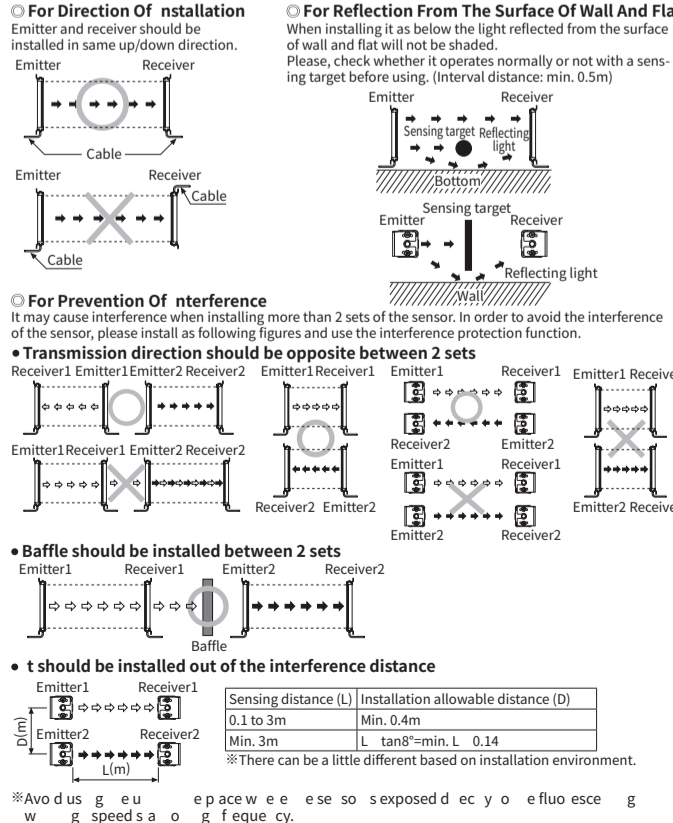 ◎ For Direction Of nstallation
Emitter and receiver should be
installed in same up/down direction.
Emitter Receiver
Cable
Emitter Receiver
Cable
Cable
◎ For Reflection From The Surface Of Wall And Fla
When installing it as below the light reflected from the surface
of wall and flat will not be shaded.
Please, check whether it operates normally or not with a sens-
ing target before using. (Interval distance: min. 0.5m)
Emitter Receiver
Sensing target Reflecting
light
Bottom
Sensing target
Emitter Receiver
Reflecting light
Wall
◎ For Prevention Of nterference
It may cause interference when installing more than 2 sets of the sensor. In order to avoid the interference
of the sensor, please install as following figures and use the interference protection function.
• Transmission direction should be opposite between 2 sets
Receiver1 Emitter1 Emitter2 Receiver2
Emitter1 Receiver1 Emitter2 Receiver2
Emitter1 Receiver1
Receiver2 Emitter2
Emitter1 Receiver1
Receiver2 Emitter2
Emitter1 Receiver1
Emitter2 Receiver2
Emitter1 Receive
Emitter2 Receive
• Baffle should be installed between 2 sets
Emitter1 Receiver1 Emitter2 Receiver2
Baffle
• t should be installed out of the interference distance
Emitter1 Receiver1
D(m)
Emitter2 Receiver2
L(m)
Sensing distance (L) Installation allowable distance (D)
0.1 to 3m Min. 0.4m
Min. 3m L tan8°=min. L 0.14
※There can be a little different based on installation environment.